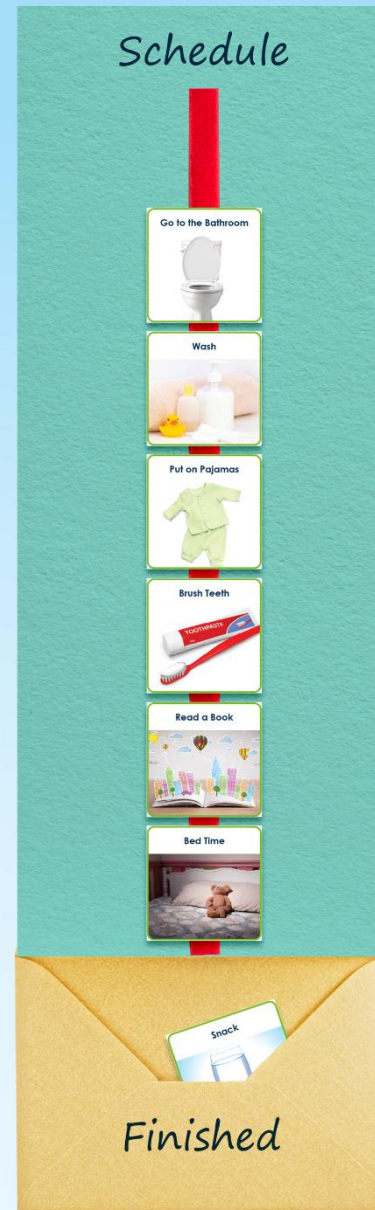 Schedule
Go to the Bathroom
Wash
Put on Pajamas
Brush Teeth
TOOTHPASTE
Read a Book
Bed Time
Snack
Finished